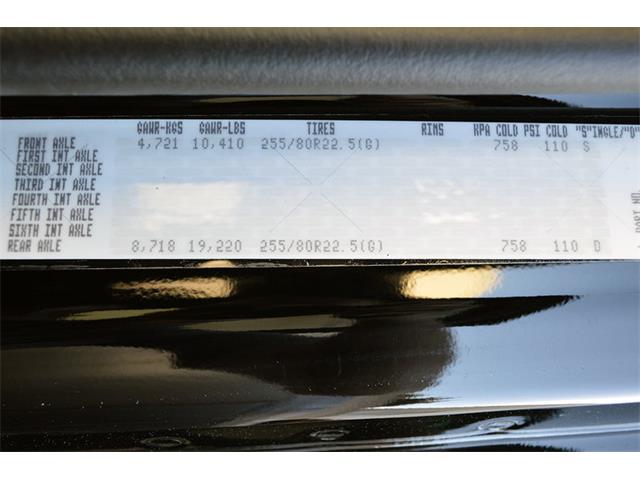 GAWR-KGS GAWR-LBS TIRES RIMS KPA COLD PSI COLD "S"INGLE/"D"
FRONT AXLE 4,721 10,410 255/80R22.5(G) 758 110 S
FIRST INT AXLE
SECOND INT AXLE
THIRD INT AXLE
FOURTH INT AXLE
FIFTH INT AXLE
SIXTH INT AXLE
REAR AXLE 8,718 19,220 255/80R22.5(G) 758 110 D
PART NO.